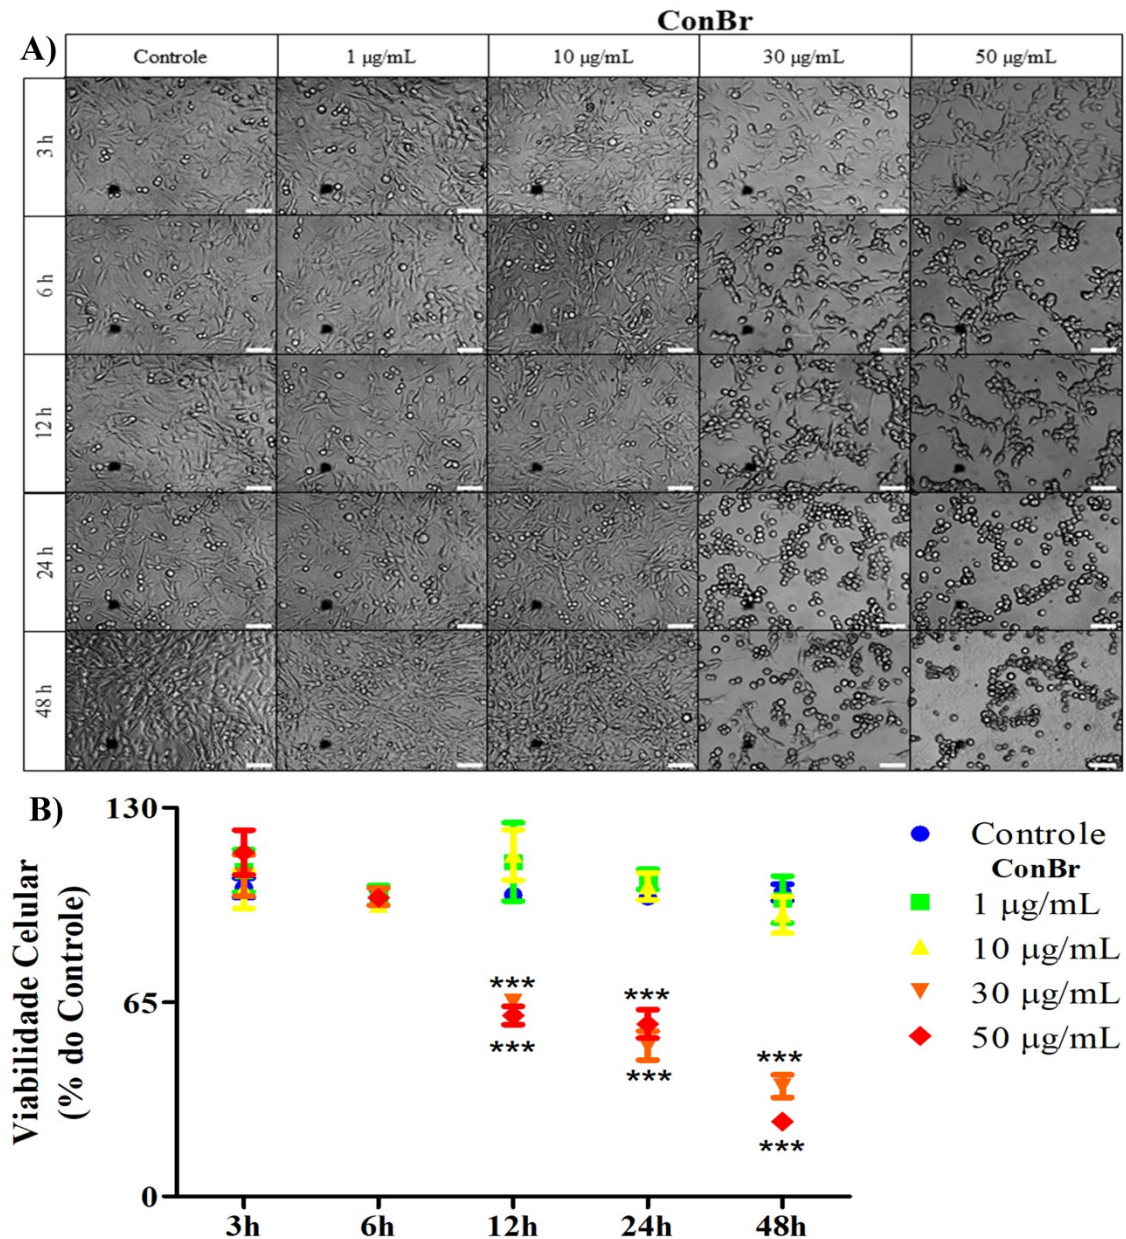 ConBr
A)
Controle 1 μg/mL 10 μg/mL 30 μg/mL 50 μg/mL
3 h
6 h
12 h
24 h
48 h
B)
130
65
0
Viabilidade Celular
(% do Controle)
*** *** ***
*** *** ***
3h 6h 12h 24h 48h
Controle
ConBr
1 μg/mL
10 μg/mL
30 μg/mL
50 μg/mL